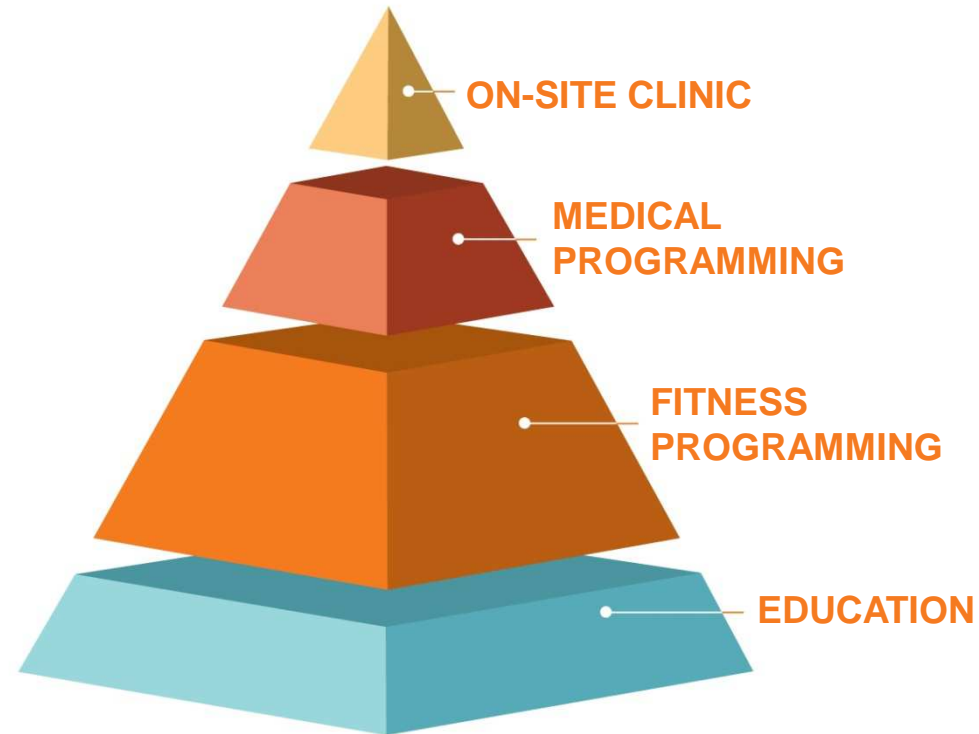 ON-SITE CLINIC
MEDICAL
PROGRAMMING
FITNESS
PROGRAMMING
EDUCATION